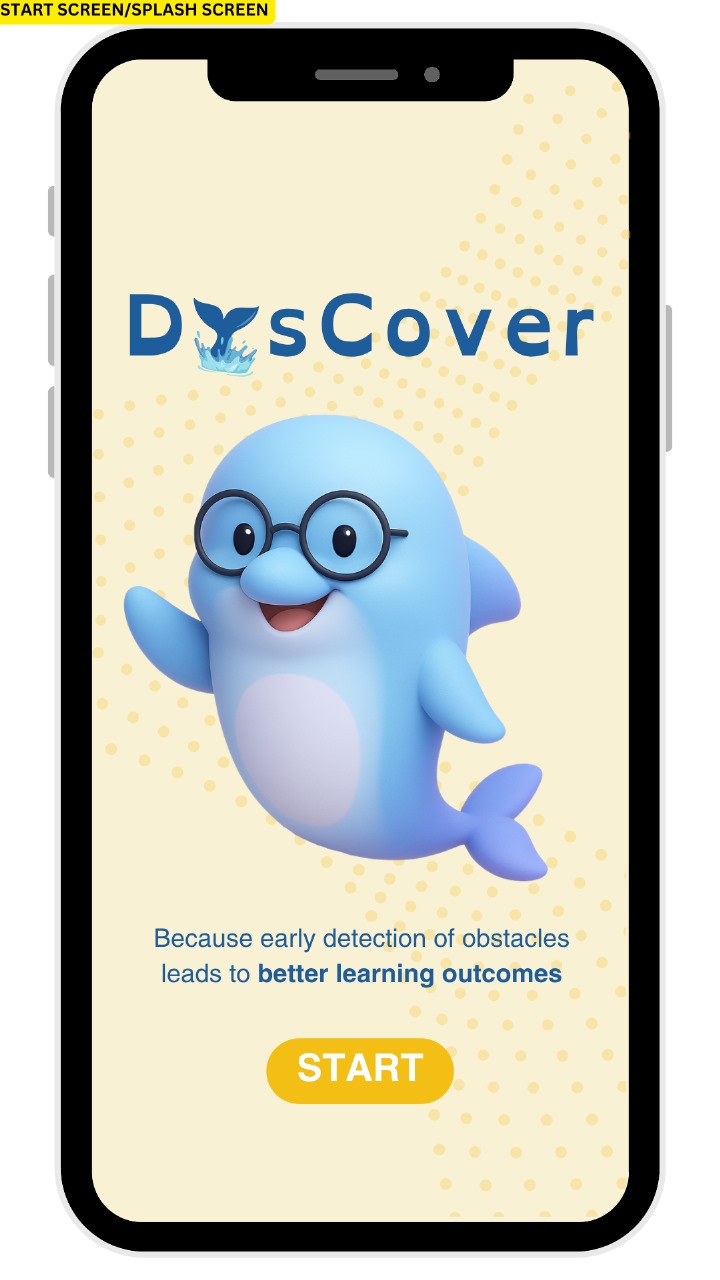 START SCREEN/SPLASH SCREEN
DysCover
Because early detection of obstacles
leads to better learning outcomes
START